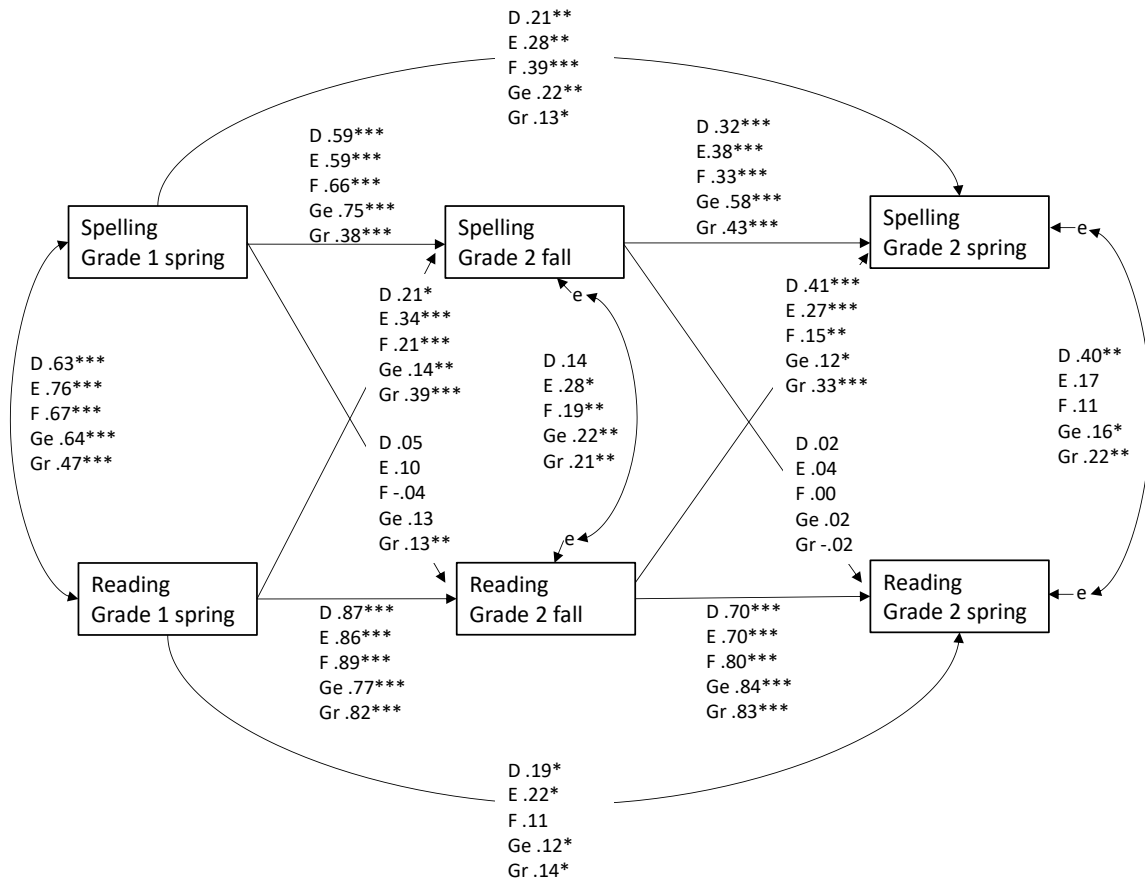 D .21**
E .28**
F .39***
Ge .22**
Gr .13*
D .59***
E .59***
F .66***
Ge .75***
Gr .38***
D .32***
E.38***
F .33***
Ge .58***
Gr .43***
Spelling
Grade 1 spring
Spelling
Grade 2 fall
Spelling
Grade 2 spring
e
D .21*
E .34***
F .21***
Ge .14**
Gr .39***
e
D .41***
E .27***
F .15**
Ge .12*
Gr .33***
D .63***
E .76***
F .67***
Ge .64***
Gr .47***
D .14
E .28*
F .19**
Ge .22**
Gr .21**
D .40**
E .17
F .11
Ge .16*
Gr .22**
D .05
E .10
F -.04
Ge .13
Gr .13**
D .02
E .04
F .00
Ge .02
Gr -.02
e
Reading
Grade 1 spring
Reading
Grade 2 fall
Reading
Grade 2 spring
e
D .87***
E .86***
F .89***
Ge .77***
Gr .82***
D .70***
E .70***
F .80***
Ge .84***
Gr .83***
D .19*
E .22*
F .11
Ge .12*
Gr .14*